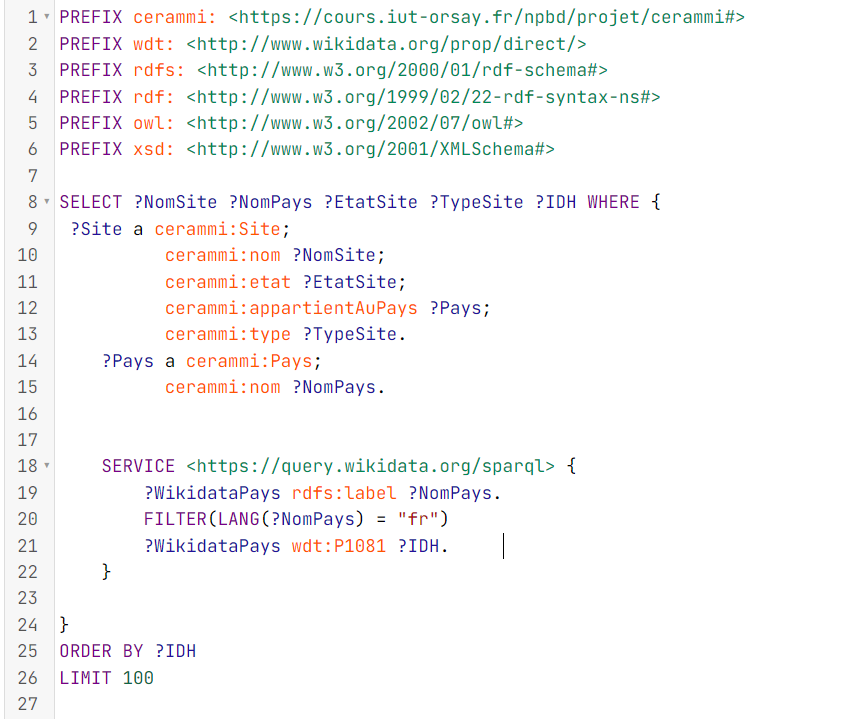 1 PREFIX cerammi: <https://cours.iut-orsay.fr/npbd/projet/cerammi#>
2 PREFIX wdt: <http://www.wikidata.org/prop/direct/>
3 PREFIX rdfs: <http://www.w3.org/2000/01/rdf-schema#>
4 PREFIX rdf: <http://www.w3.org/1999/02/22-rdf-syntax-ns#>
5 PREFIX owl: <http://www.w3.org/2002/07/owl#>
6 PREFIX xsd: <http://www.w3.org/2001/XMLSchema#>
7
8 SELECT ?NomSite ?NomPays ?EtatSite ?TypeSite ?IDH WHERE {
9 ?Site a cerammi:Site;
10 cerammi:nom ?NomSite;
11 cerammi:etat ?EtatSite;
12 cerammi:appartientAuPays ?Pays;
13 cerammi:type ?TypeSite.
14 ?Pays a cerammi:Pays;
15 cerammi:nom ?NomPays.
16
17
18 SERVICE <https://query.wikidata.org/sparql> {
19 ?WikidataPays rdfs:label ?NomPays.
20 FILTER(LANG(?NomPays) = "fr")
21 ?WikidataPays wdt:P1081 ?IDH.
22 }
23
24 }
25 ORDER BY ?IDH
26 LIMIT 100
27